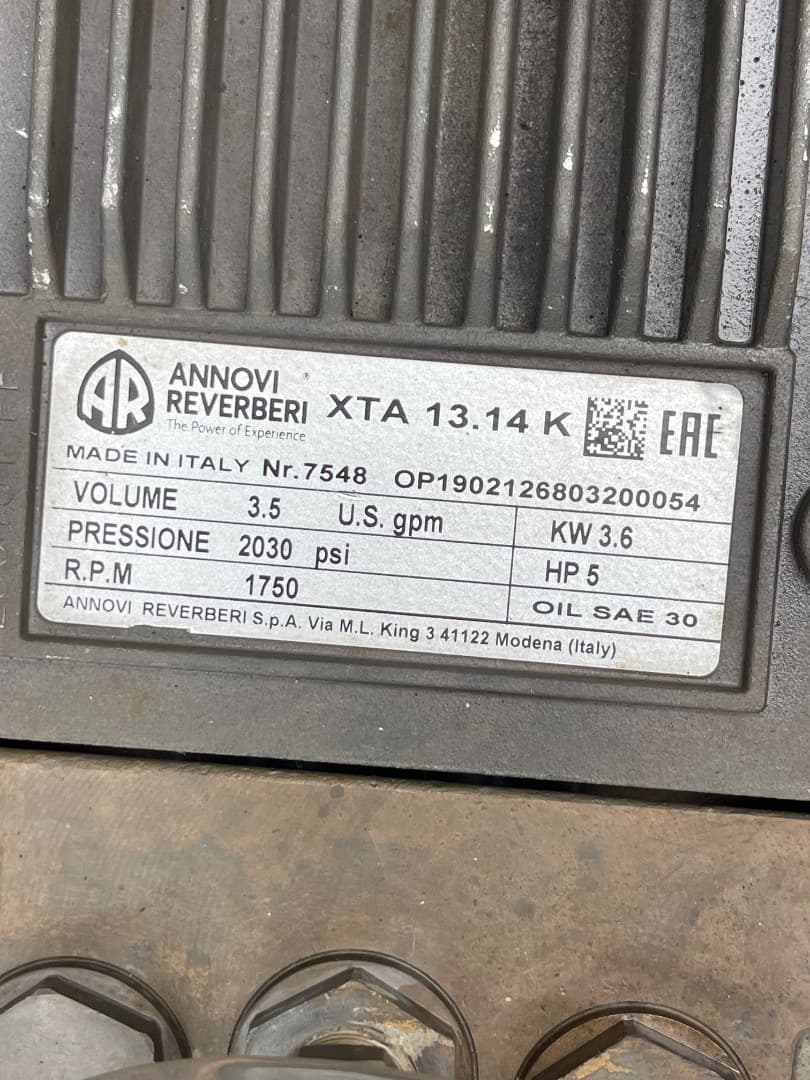 AR ANNOVI REVERBERI
The Power of Experience
XTA 13.14 K EAC
MADE IN ITALY Nr.7548 OP1902126803200054
VOLUME 3.5 U.S. gpm KW 3.6
PRESSIONE 2030 psi HP 5
R.P.M 1750 OIL SAE 30
ANNOVI REVERBERI S.p.A. Via M.L. King 3 41122 Modena (Italy)